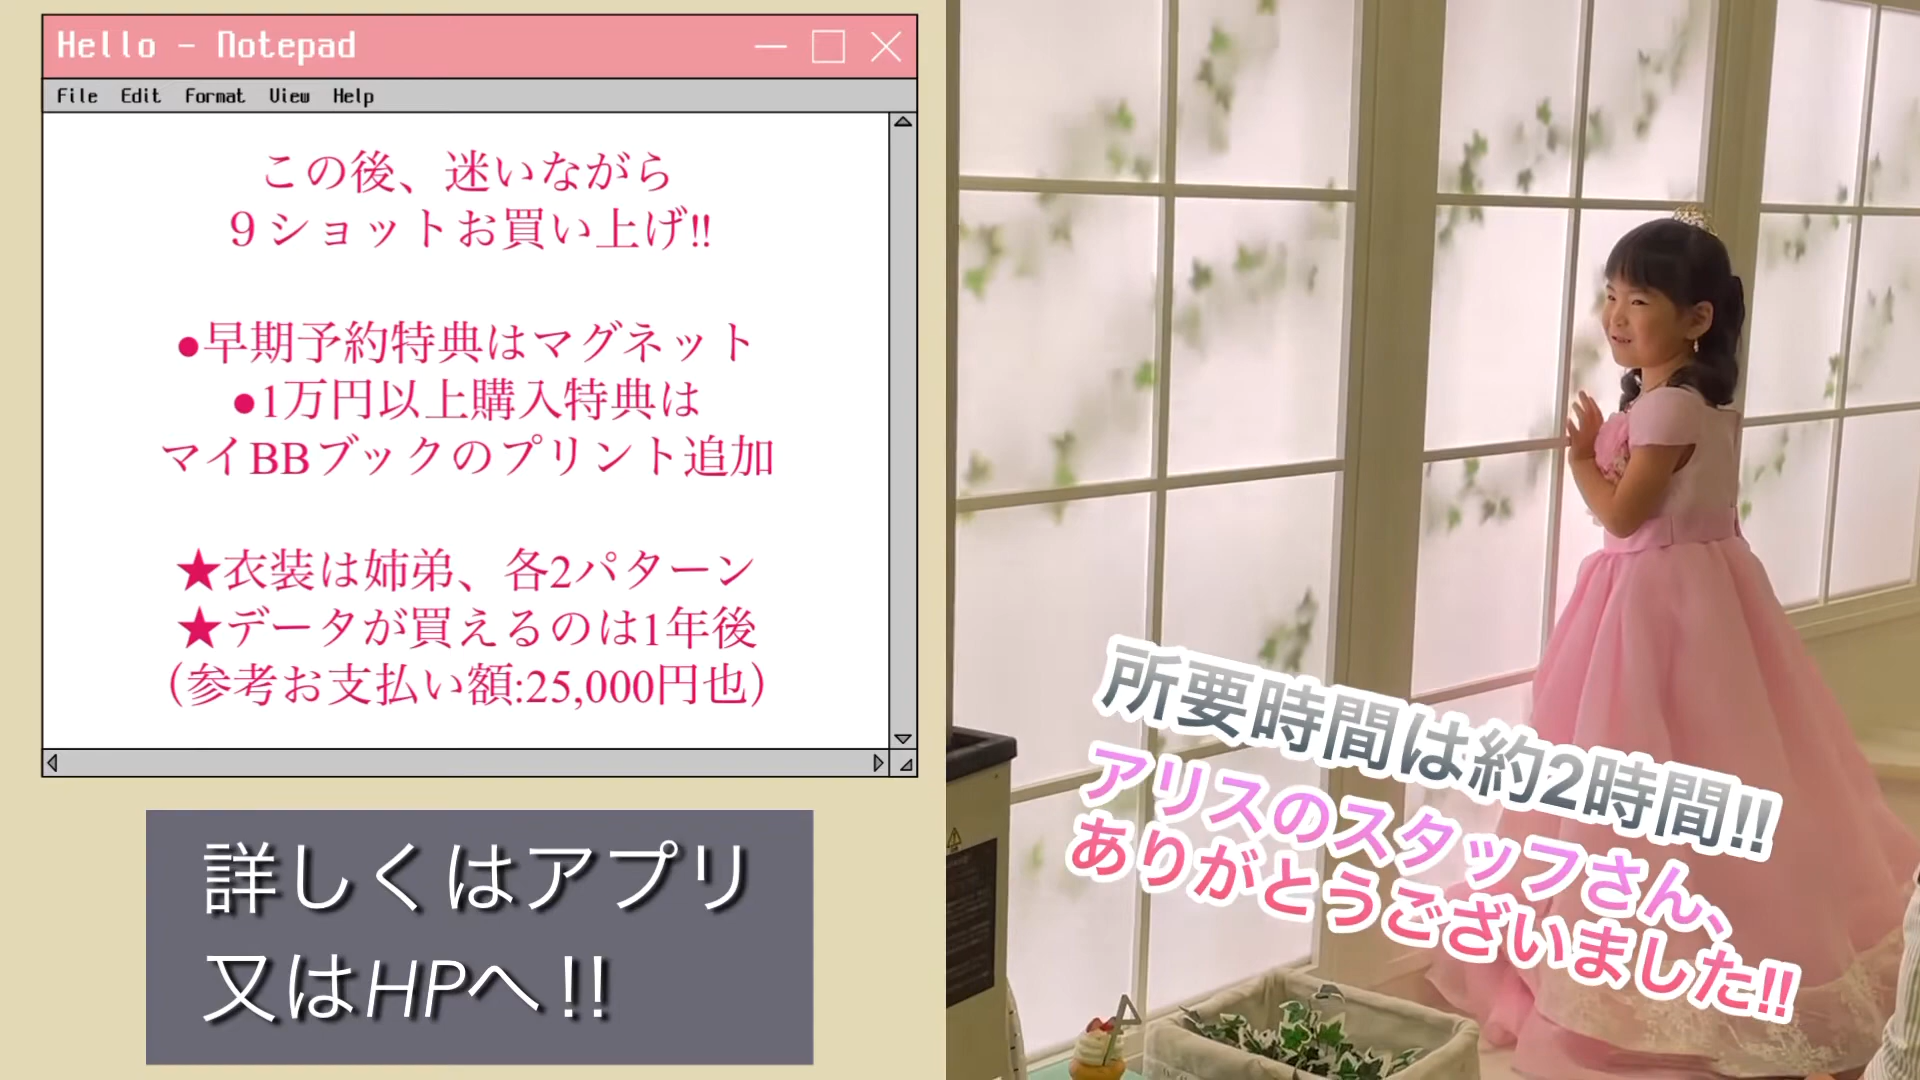 Hello - Notepad
File Edit Format View Help
この後、迷いながら
９ショットお買い上げ!!
●早期予約特典はマグネット
●1万円以上購入特典は
マイBBブックのプリント追加
★衣装は姉弟、各2パターン
★データが買えるのは1年後
（参考お支払い額:25,000円也）
詳しくはアプリ
又はHPへ!!
所要時間は約2時間!!
アリスのスタッフさん、
ありがとうございました!!